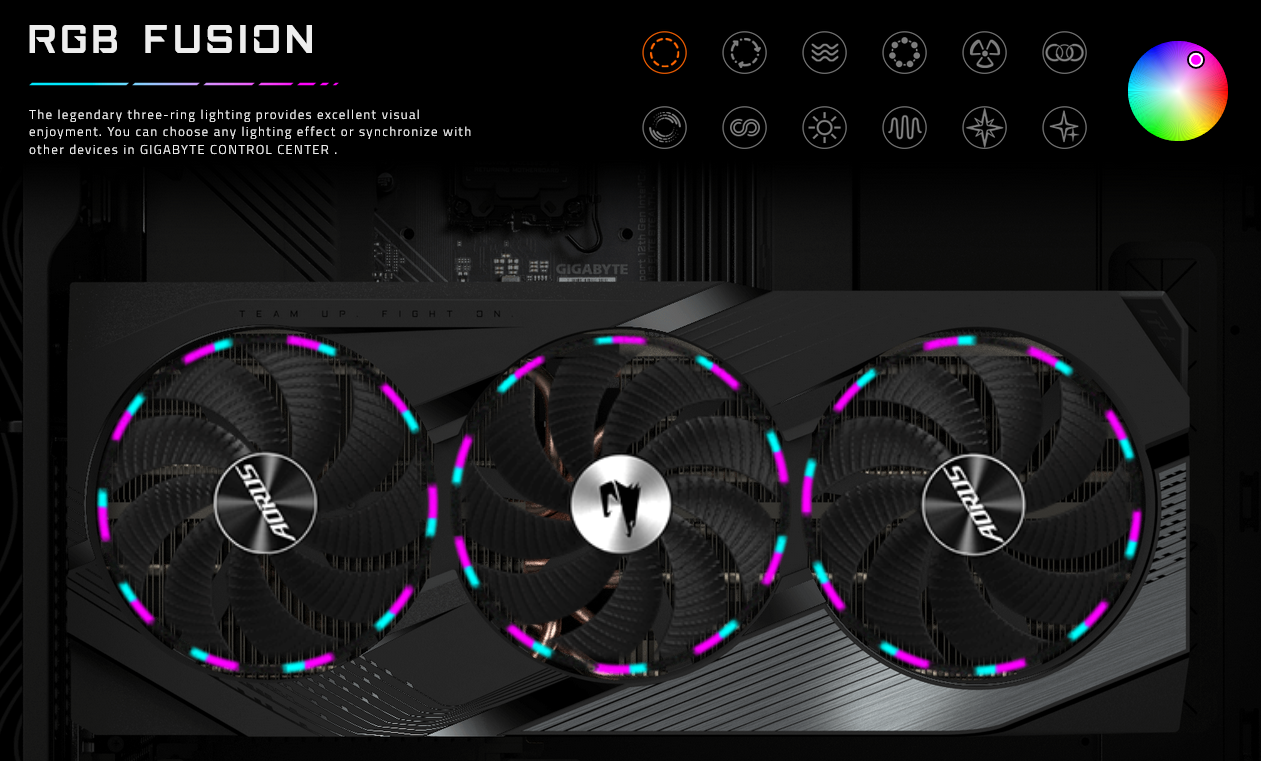 RGB FUSION
The legendary three-ring lighting provides excellent visual
enjoyment. You can choose any lighting effect or synchronize with
other devices in GIGABYTE CONTROL CENTER .
GIGABYTE
TEAM UP. FIGHT ON
AORUS
AORUS